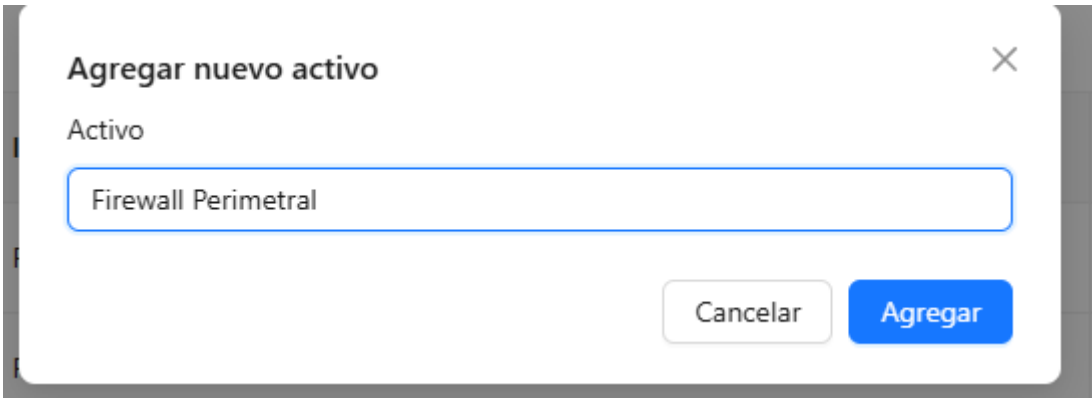 Agregar nuevo activo
Activo
Firewall Perimetral
Cancelar Agregar